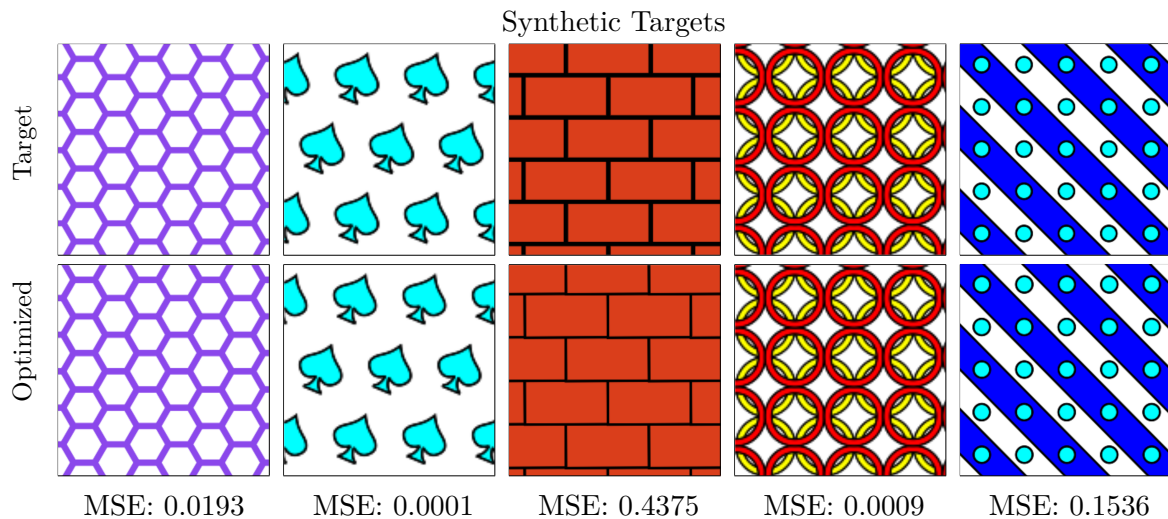 Synthetic Targets
Target
Optimized
MSE: 0.0193
MSE: 0.0001
MSE: 0.4375
MSE: 0.0009
MSE: 0.1536